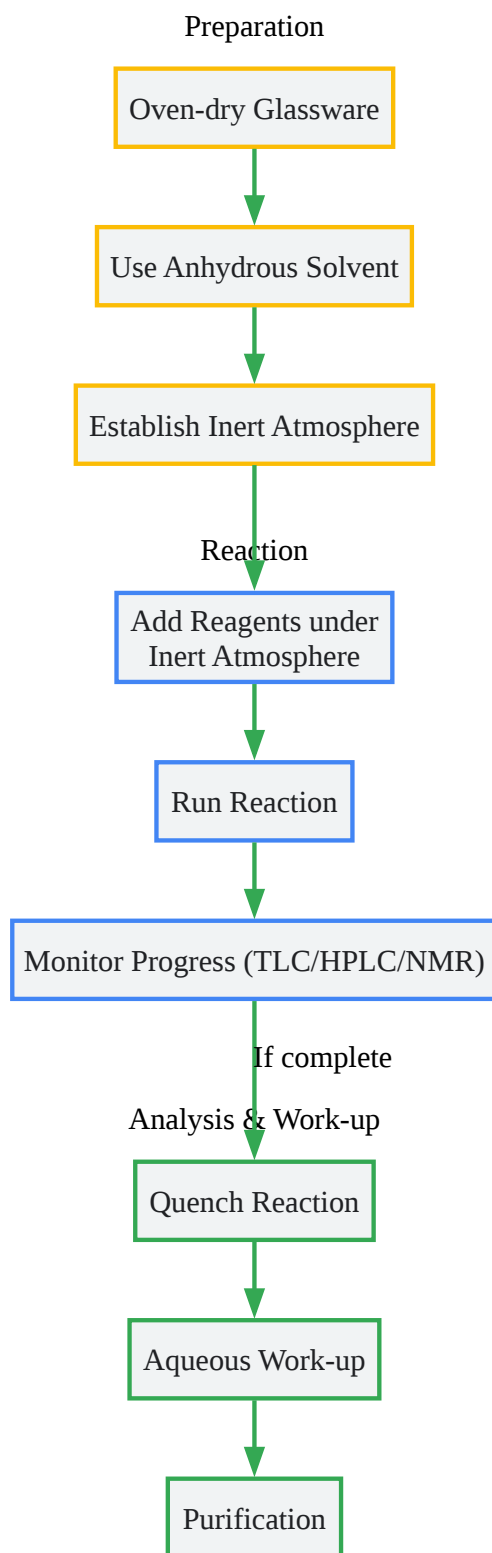 Preparation
Oven-dry Glassware
Use Anhydrous Solvent
Establish Inert Atmosphere
Reaction
Add Reagents under
Inert Atmosphere
Run Reaction
Monitor Progress (TLC/HPLC/NMR)
If complete
Analysis & Work-up
Quench Reaction
Aqueous Work-up
Purification